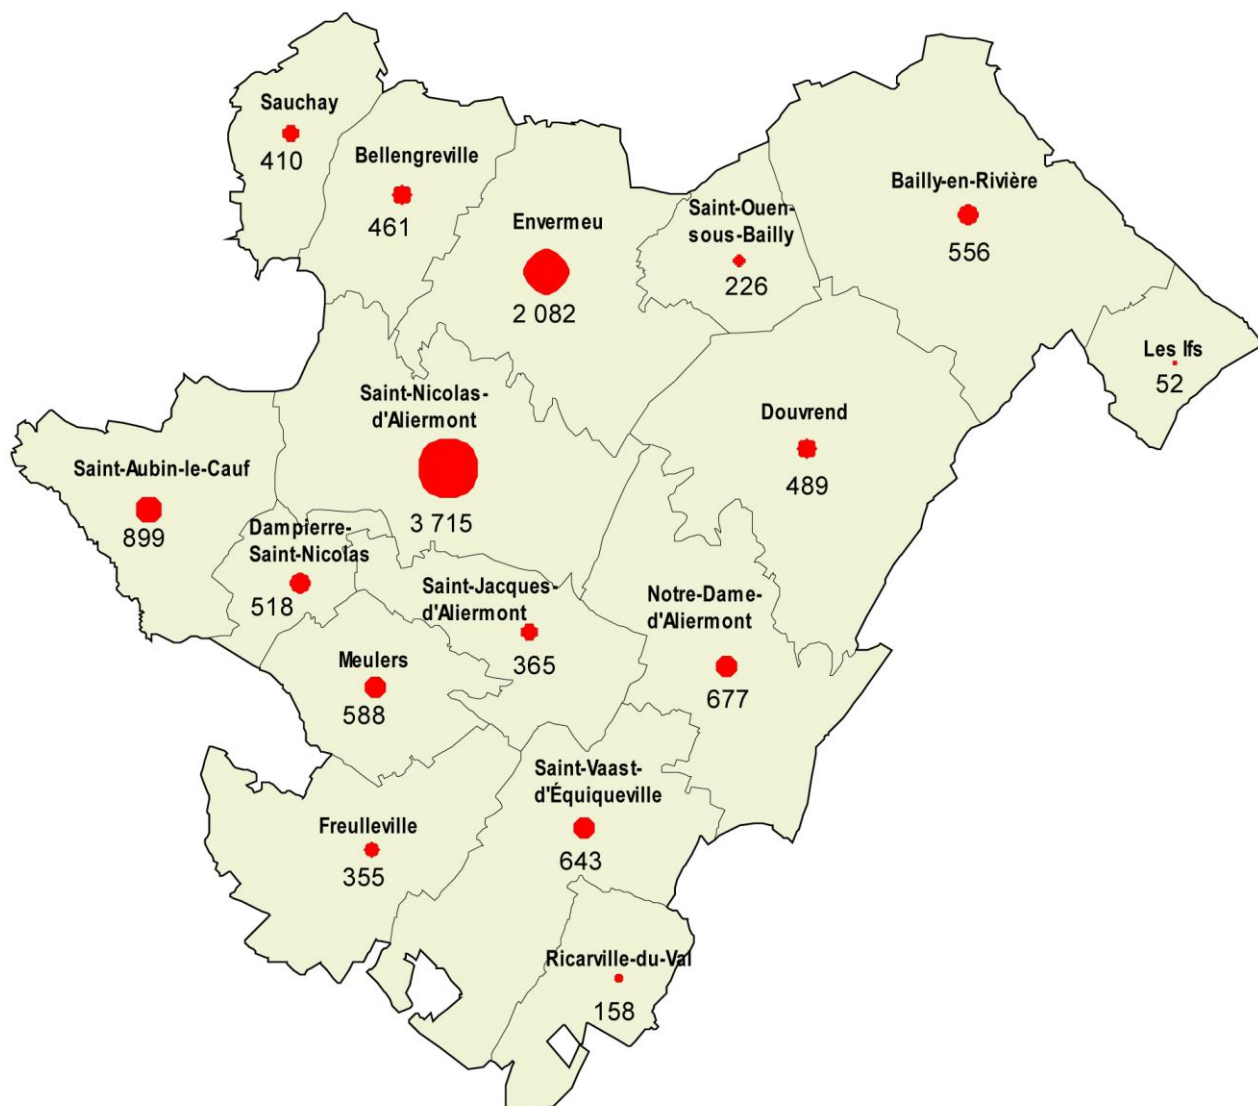 Sauchay
410
Bellengreville
461
Envermeu
2 082
Saint-Ouen-
sous-Bailly
226
Bailly-en-Rivière
556
Les Ifs
52
Saint-Nicolas-
d'Aliermont
3 715
Douvrend
489
Saint-Aubin-le-Cauf
899
Dampierre-
Saint-Nicolas
518
Saint-Jacques-
d'Aliermont
365
Notre-Dame-
d'Aliermont
677
Meulers
588
Saint-Vaast-
d'Équiqueville
643
Freulleville
355
Ricarville-du-Val
158